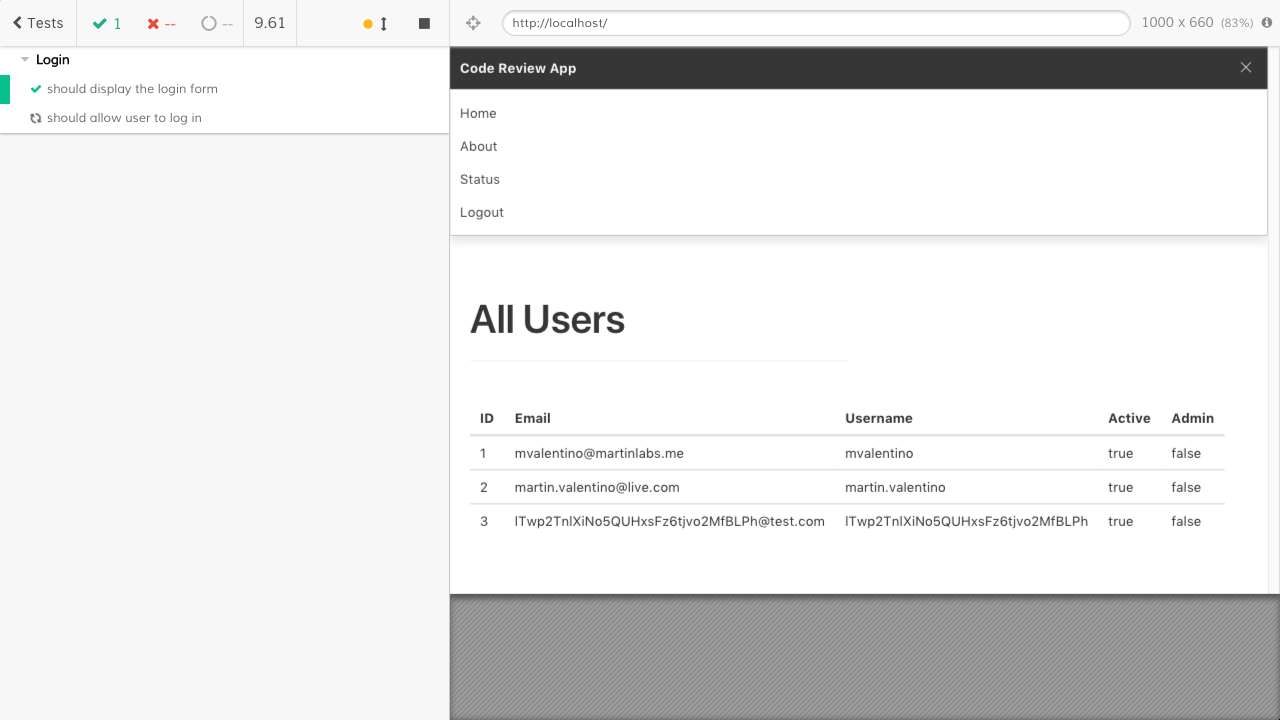 Tests 1 -- -- 9.61 http://localhost/ 1000 x 660 (83%)
Login
should display the login form
should allow user to log in
Code Review App
Home
About
Status
Logout
All Users
ID Email Username Active Admin
1 mvalentino@martinlabs.me mvalentino true false
2 martin.valentino@live.com martin.valentino true false
3 lTwp2TnlXiNo5QUHxsFz6tjvo2MfBLPh@test.com lTwp2TnlXiNo5QUHxsFz6tjvo2MfBLPh true false